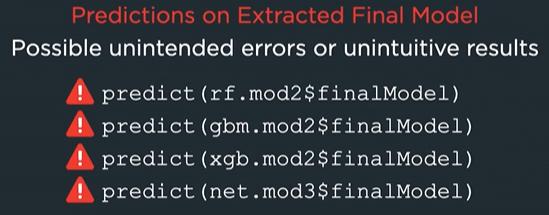 Predictions on Extracted Final Model
Possible unintended errors or unintuitive results
! predict(rf.mod2$finalModel)
! predict(gbm.mod2$finalModel)
! predict(xgb.mod2$finalModel)
! predict(net.mod3$finalModel)